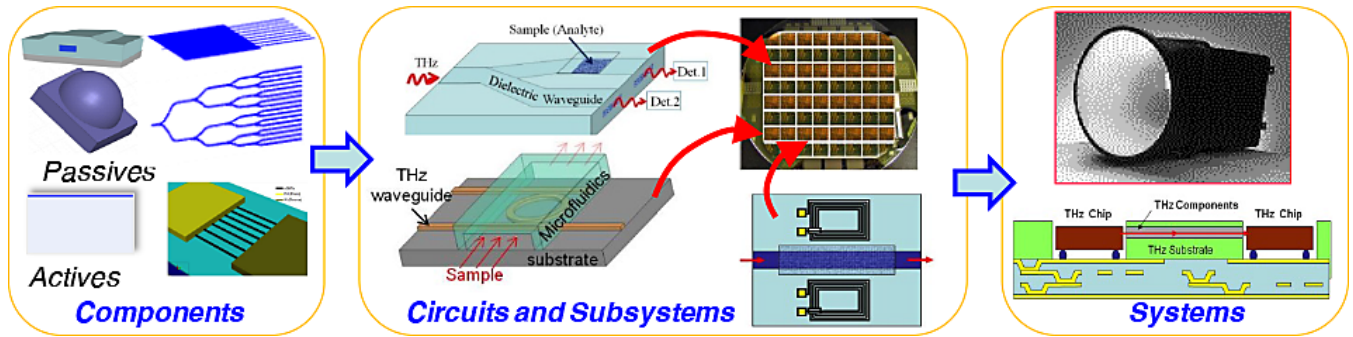 Passives
Actives
Components
Sample (Analyte)
THz
Dielectric Waveguide
Det.1
Det.2
THz
waveguide
Microfluidics
substrate
Sample
Circuits and Subsystems
THz Chip
THz Components
THz Chip
THz Substrate
Systems